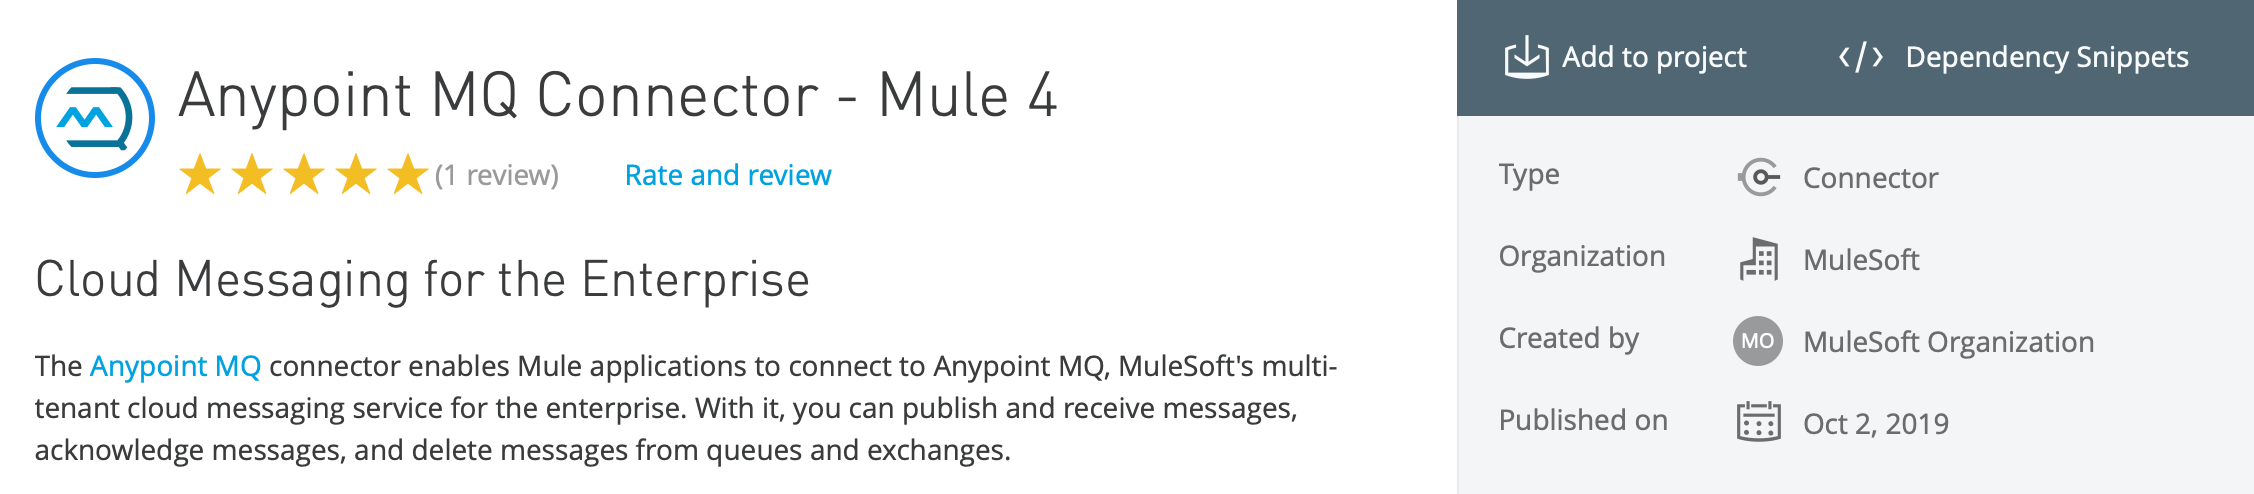 Anypoint MQ Connector - Mule 4
(1 review) Rate and review
Cloud Messaging for the Enterprise
The Anypoint MQ connector enables Mule applications to connect to Anypoint MQ, MuleSoft's multi-
tenant cloud messaging service for the enterprise. With it, you can publish and receive messages,
acknowledge messages, and delete messages from queues and exchanges.
Add to project </> Dependency Snippets
Type Connector
Organization MuleSoft
Created by MO MuleSoft Organization
Published on Oct 2, 2019